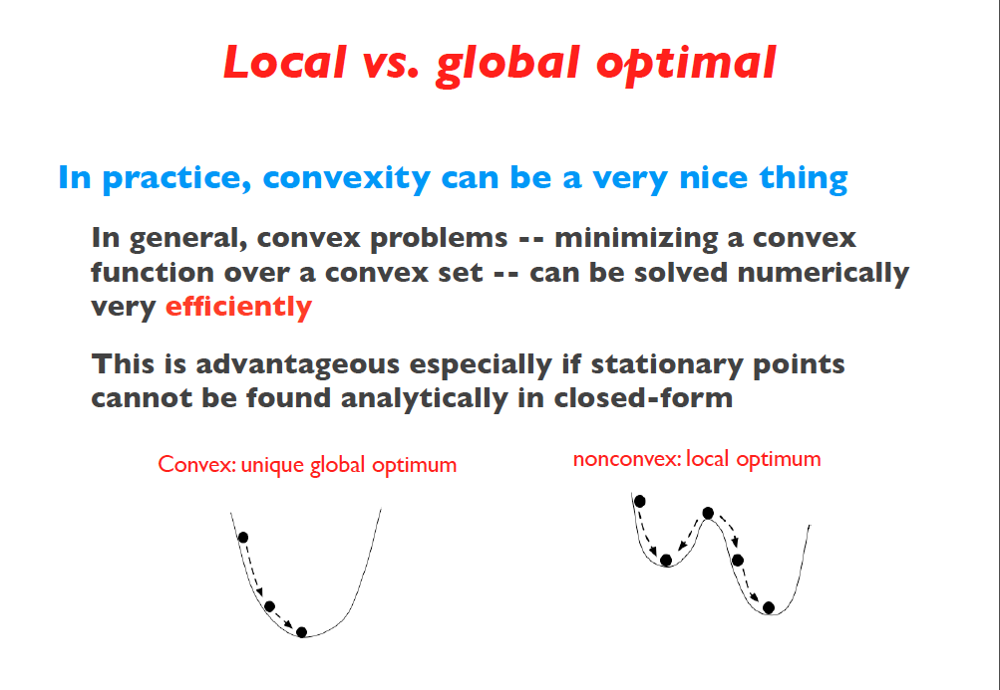 Local vs. global optimal
In practice, convexity can be a very nice thing
In general, convex problems -- minimizing a convex
function over a convex set -- can be solved numerically
very efficiently
This is advantageous especially if stationary points
cannot be found analytically in closed-form
Convex: unique global optimum
nonconvex: local optimum